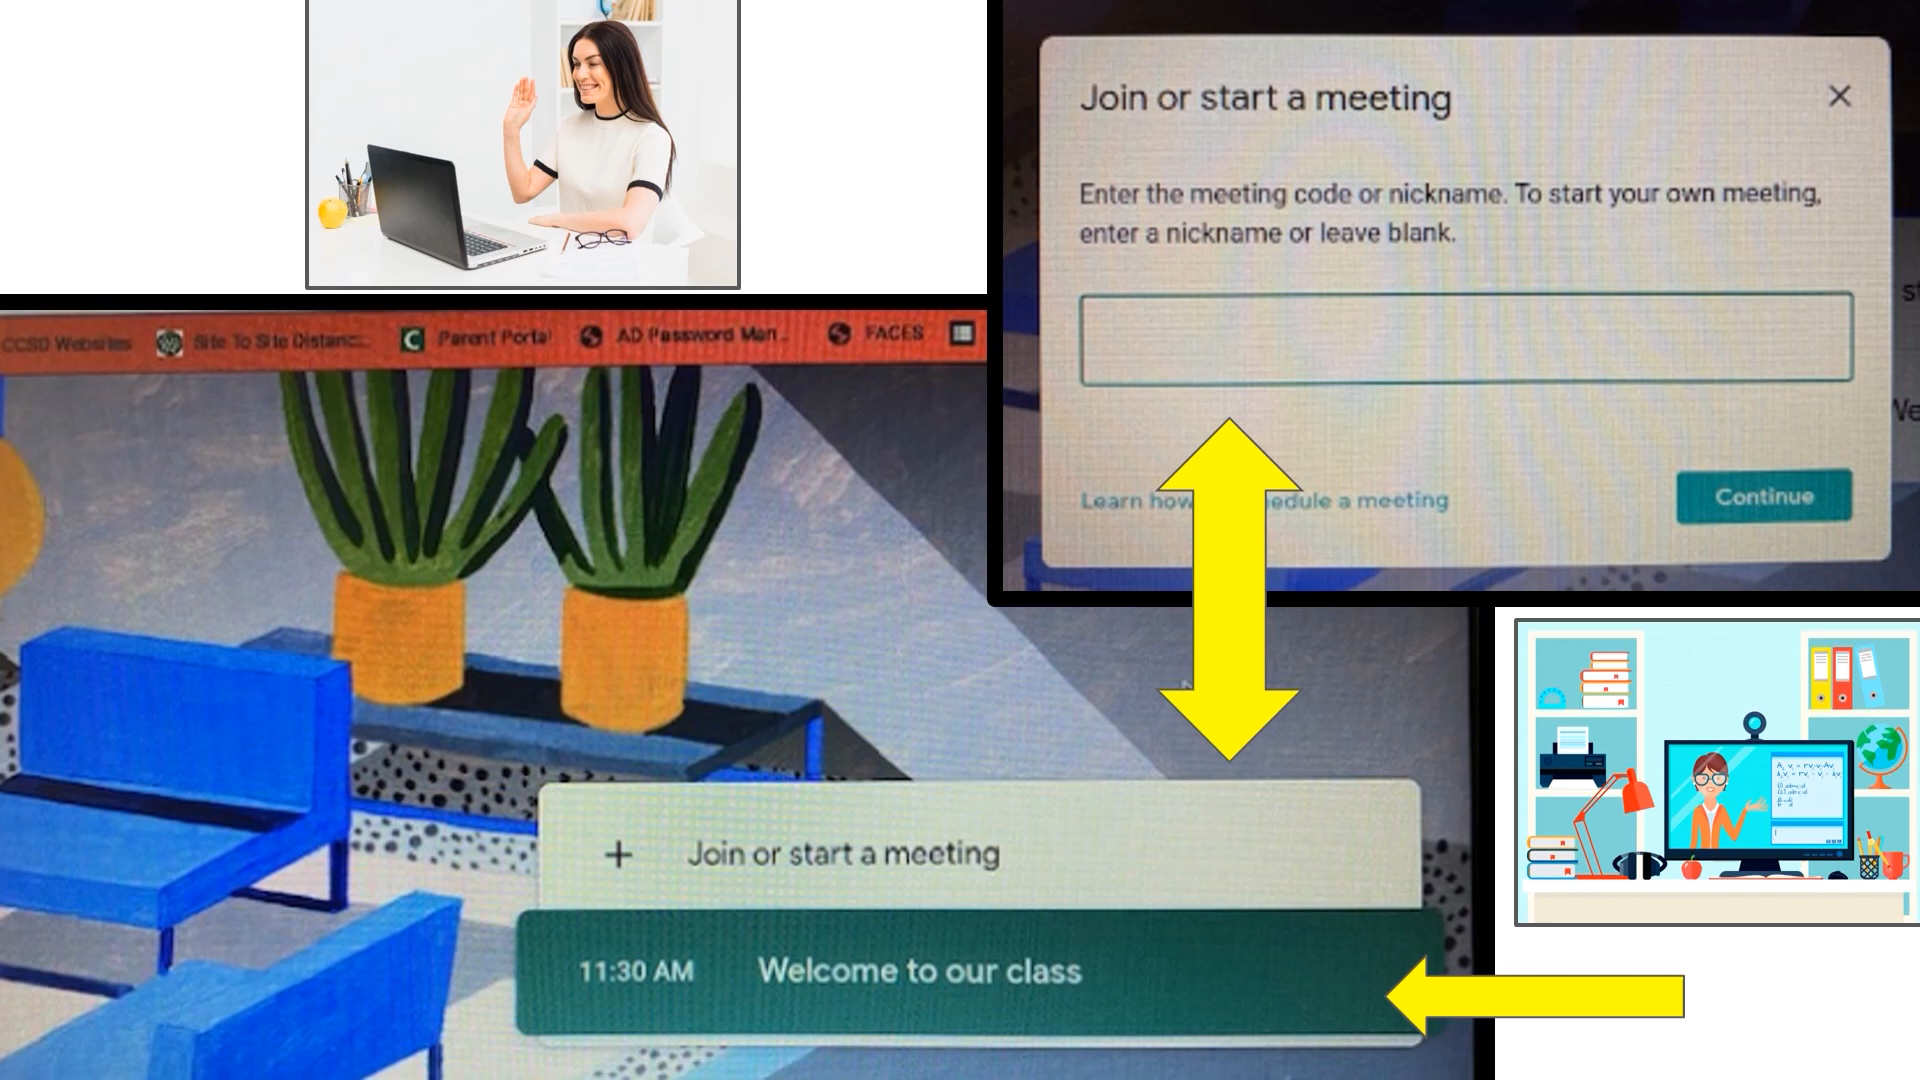 Join or start a meeting
Enter the meeting code or nickname. To start your own meeting,
enter a nickname or leave blank.
Learn how edule a meeting
Continue
CCSD Websites
Site To Site Distanc...
Parent Portal
AD Password Man...
FACES
Join or start a meeting
11:30 AM Welcome to our class